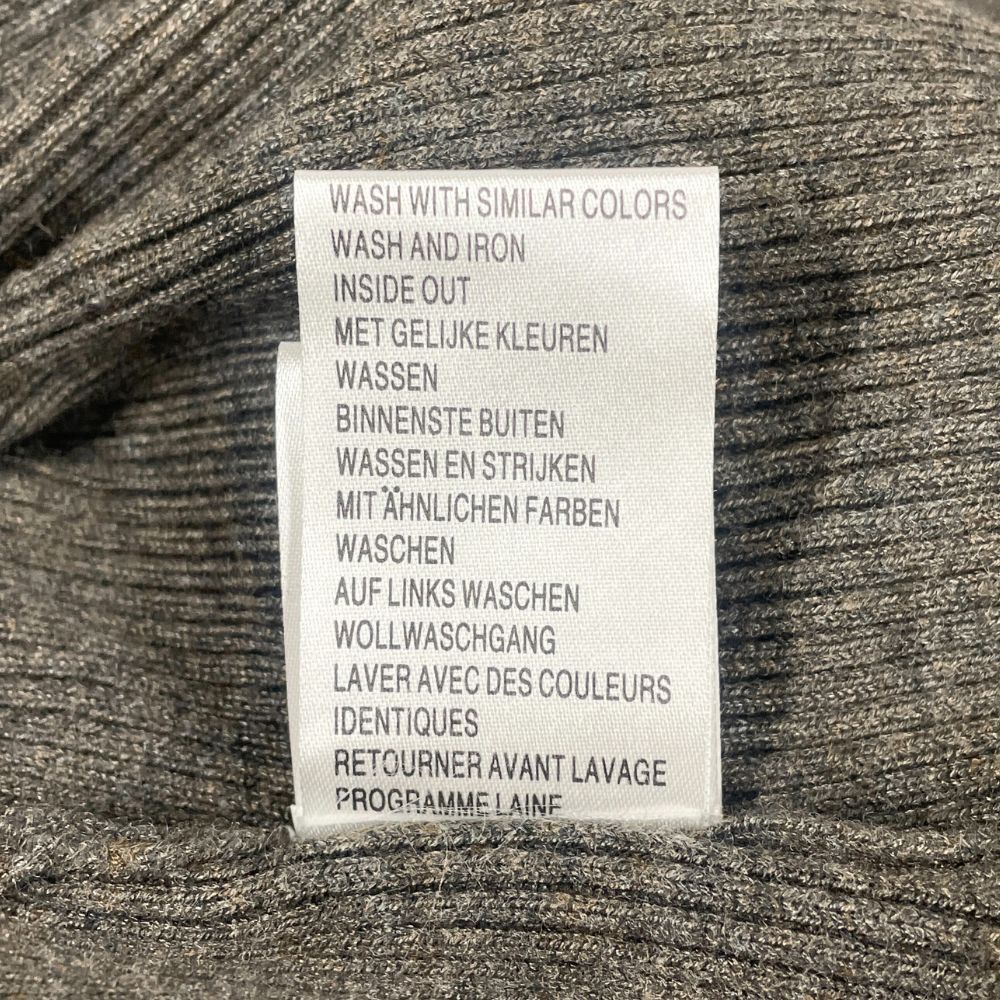 WASH WITH SIMILAR COLORS
WASH AND IRON
INSIDE OUT
MET GELIJKE KLEUREN
WASSEN
BINNENSTE BUITEN
WASSEN EN STRIJKEN
MIT ÄHNLICHEN FARBEN
WASCHEN
AUF LINKS WASCHEN
WOLLWASCHGANG
LAVER AVEC DES COULEURS
IDENTIQUES
RETOURNER AVANT LAVAGE
PROGRAMME LAINE